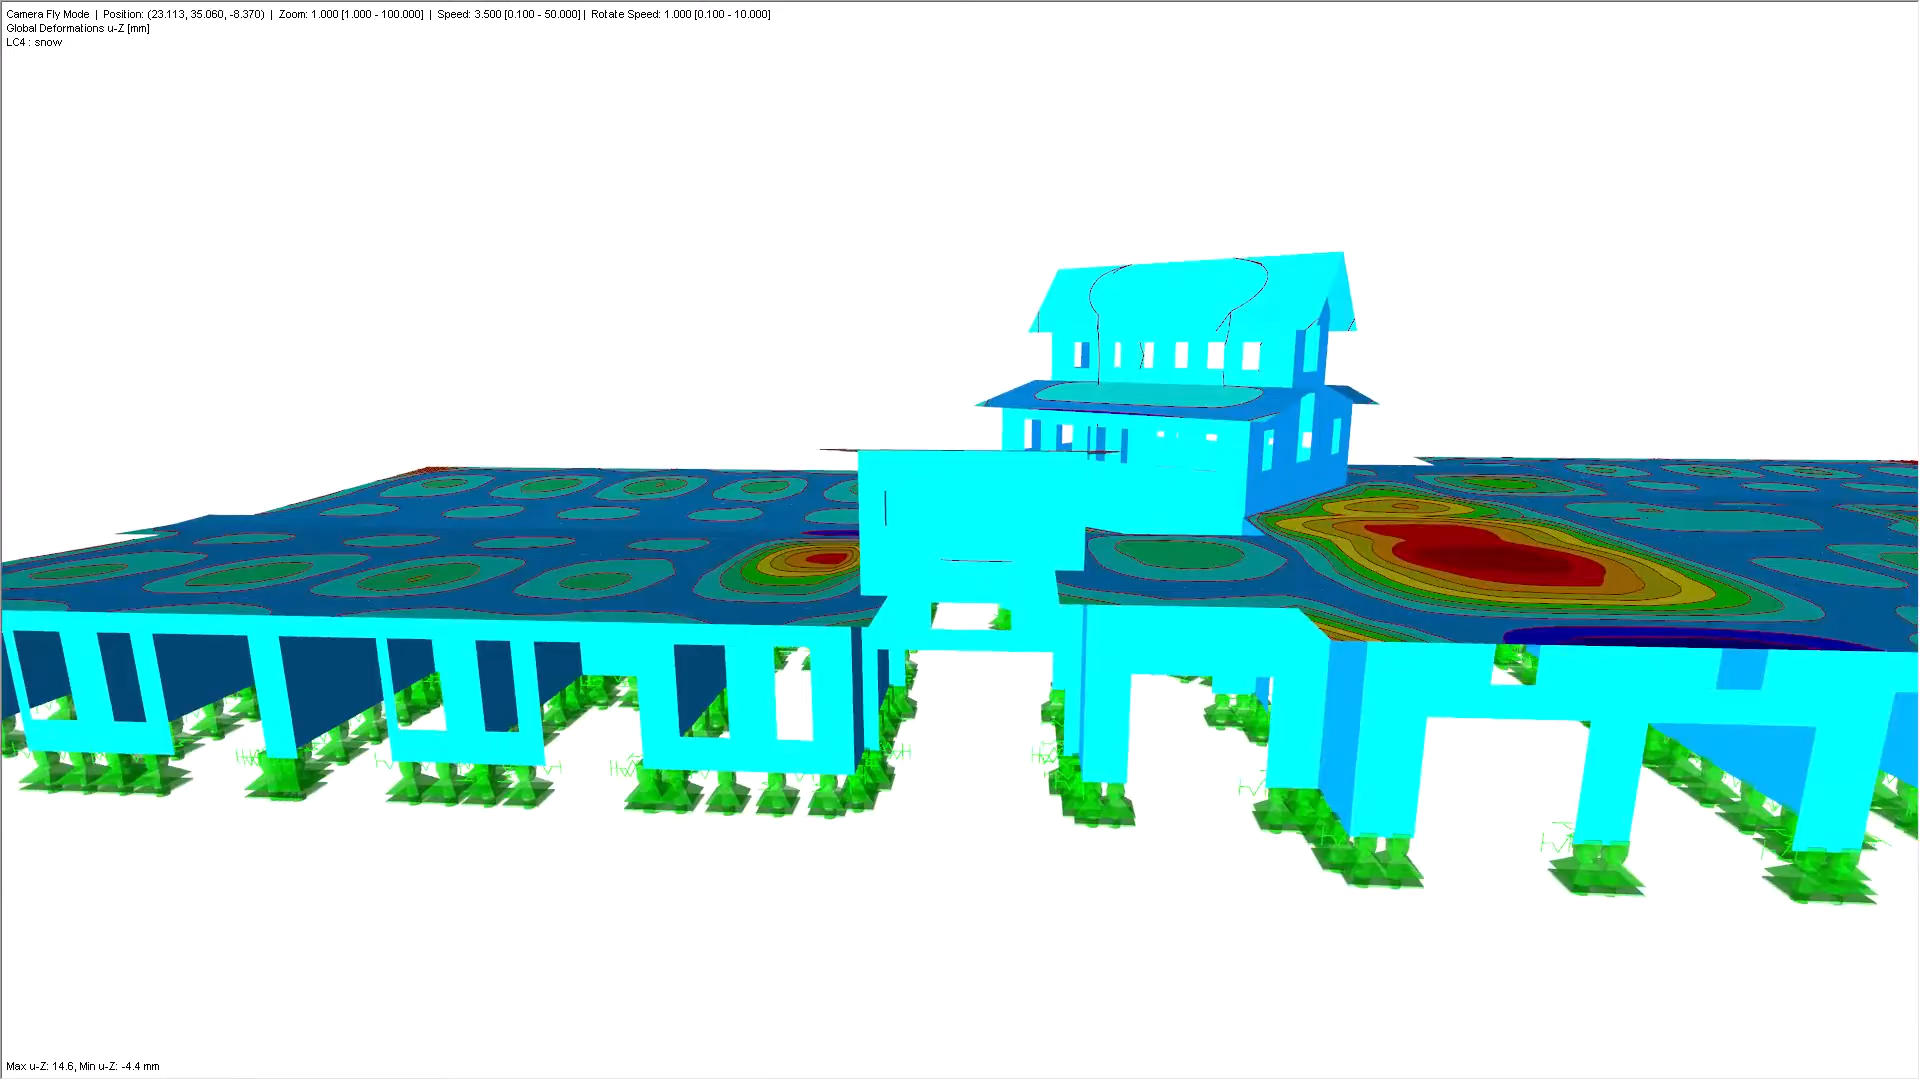 Camera Fly Mode | Position: (23.113, 35.060, -8.370) | Zoom: 1.000 [1.000 - 100.000] | Speed: 3.500 [0.100 - 50.000] | Rotate Speed: 1.000 [0.100 - 10.000]
Global Deformations u-Z [mm]
LC4 : snow
Max u-Z: 14.6, Min u-Z: -4.4 mm